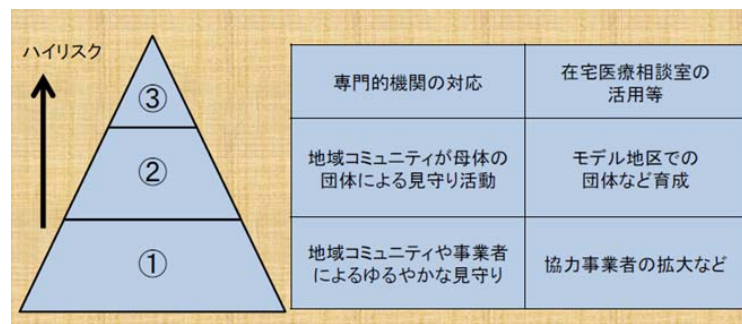 ハイリスク
③
専門的機関の対応
在宅医療相談室の
活用等
②
地域コミュニティが母体の
団体による見守り活動
モデル地区での
団体など育成
①
地域コミュニティや事業者
によるゆるやかな見守り
協力事業者の拡大など